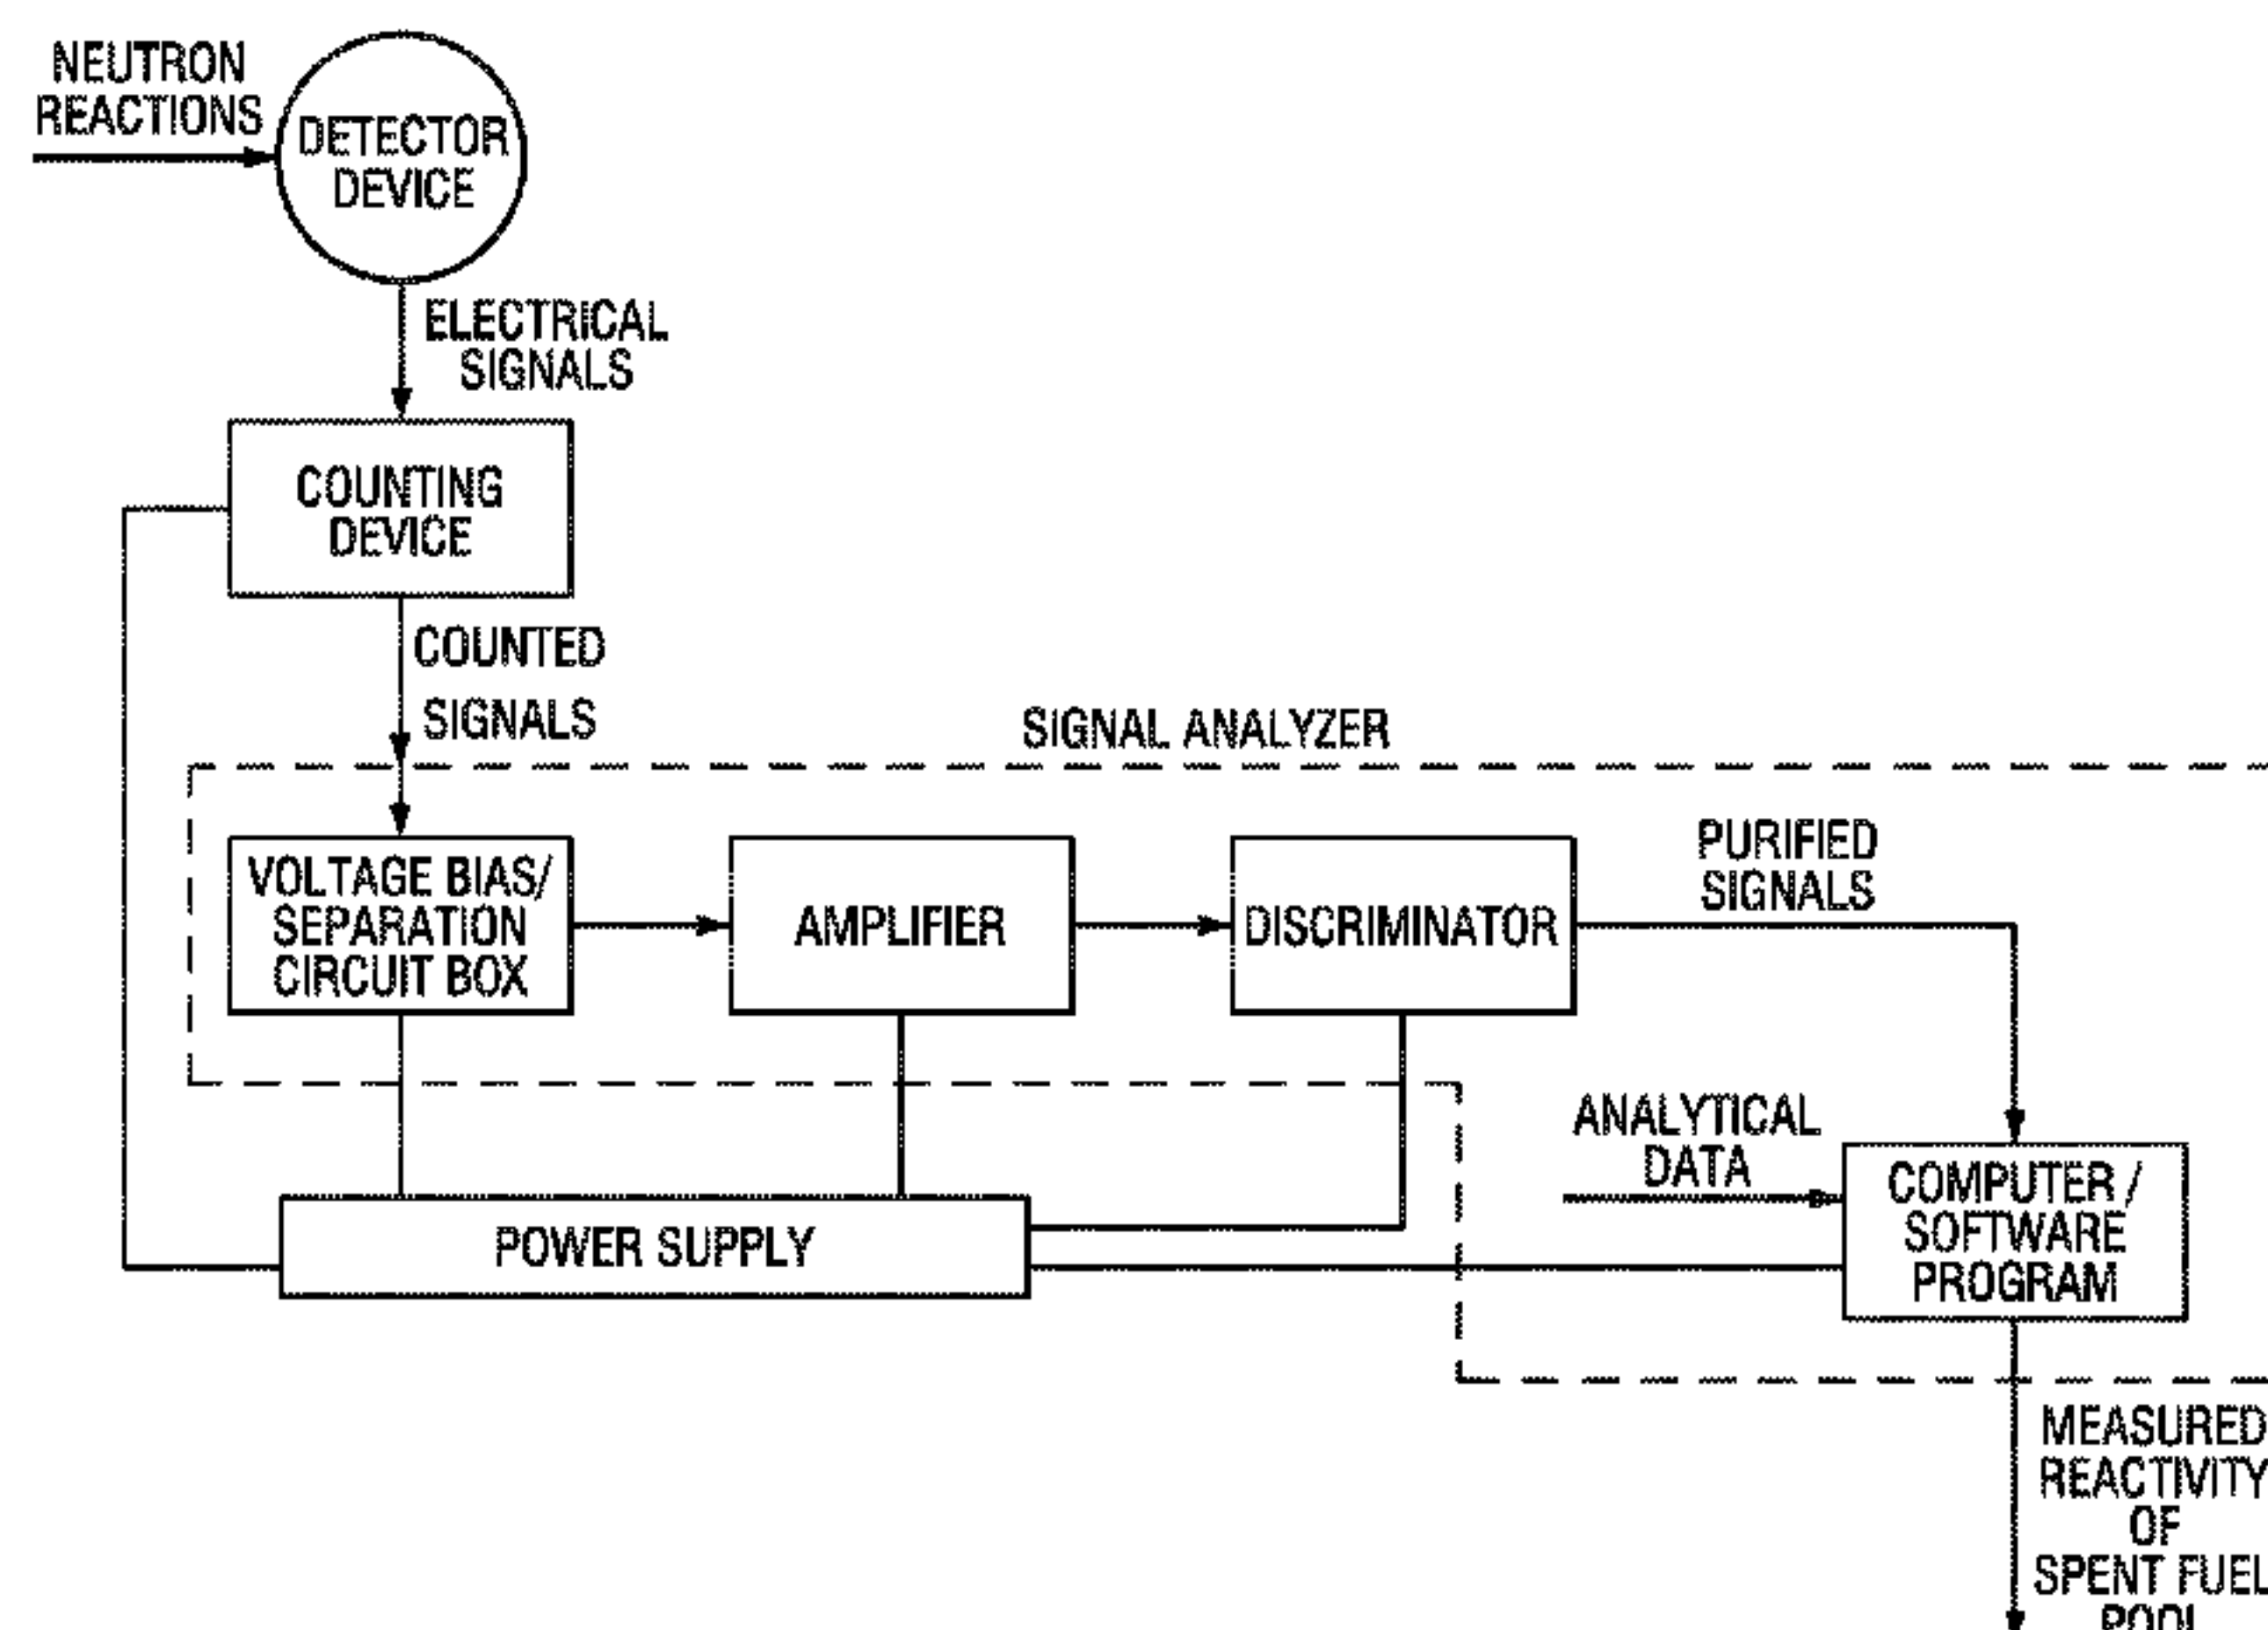 NEUTRON
REACTIONS
DETECTOR
DEVICE
ELECTRICAL
SIGNALS
COUNTING
DEVICE
COUNTED
SIGNALS
SIGNAL ANALYZER
VOLTAGE BIAS/
SEPARATION
CIRCUIT BOX
AMPLIFIER
DISCRIMINATOR
PURIFIED
SIGNALS
ANALYTICAL
DATA
COMPUTER /
SOFTWARE
PROGRAM
POWER SUPPLY
MEASURED
REACTIVITY
OF
SPENT FUEL
POOL